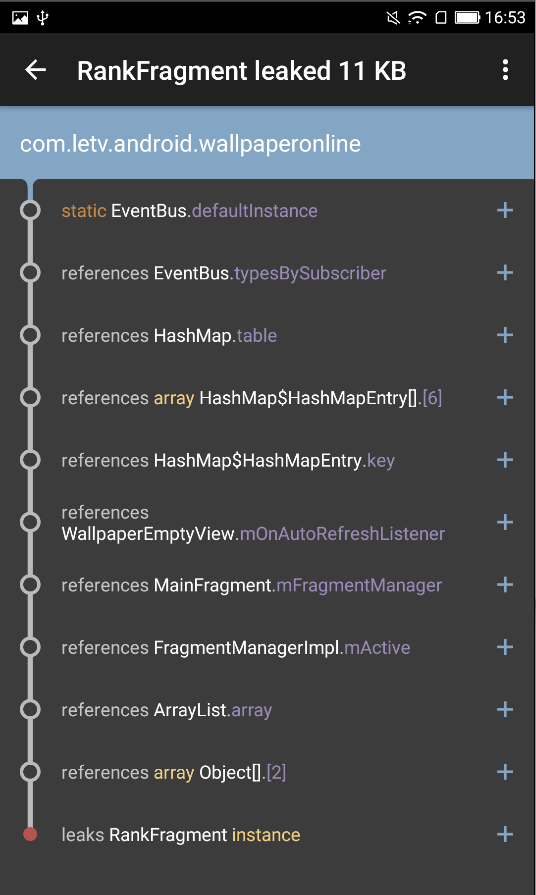 16:53
RankFragment leaked 11 KB
com.letv.android.wallpaperonline
static EventBus.defaultInstance
references EventBus.typesBySubscriber
references HashMap.table
references array HashMap$HashMapEntry[].[6]
references HashMap$HashMapEntry.key
references
WallpaperEmptyView.mOnAutoRefreshListener
references MainFragment.mFragmentManager
references FragmentManagerImpl.mActive
references ArrayList.array
references array Object[].[2]
leaks RankFragment instance